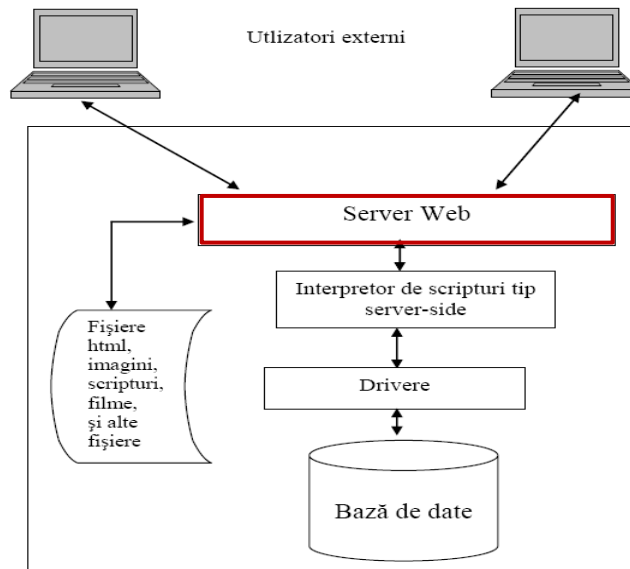 Utlizatori externi
Server Web
Interpretor de scripturi tip
server-side
Fişiere
html,
imagini,
scripturi,
filme,
şi alte
fişiere
Drivere
Bază de date